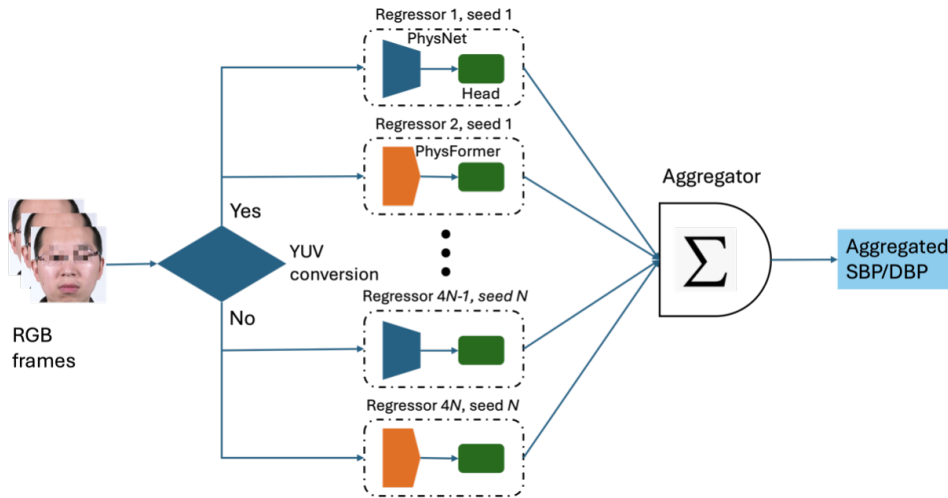 Regressor 1, seed 1
PhysNet
Head
Regressor 2, seed 1
PhysFormer
Aggregator
Yes
YUV
conversion
Σ
Aggregated
SBP/DBP
Regressor 4N-1, seed N
No
RGB
frames
Regressor 4N, seed N